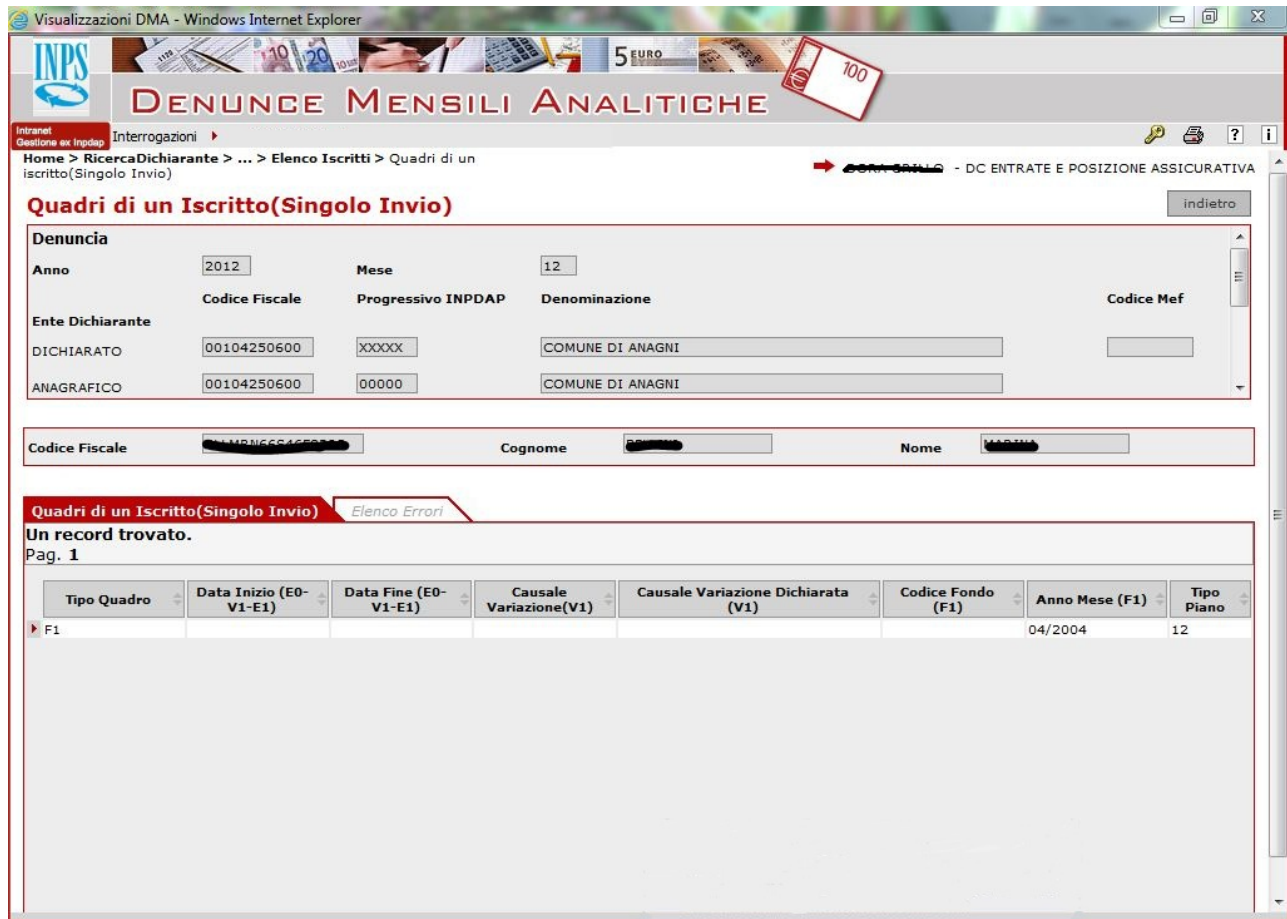 Visualizzazioni DMA - Windows Internet Explorer
INPS
10 20 10 EUR 5 EURO 100
DENUNCE MENSILI ANALITICHE
Intranet
Gestione ex Inpdap
Interrogazioni
? i
Home > RicercaDichiarante > ... > Elenco Iscritti > Quadri di un
iscritto(Singolo Invio)
- DC ENTRATE E POSIZIONE ASSICURATIVA
Quadri di un Iscritto(Singolo Invio)
indietro
Denuncia
Anno 2012 Mese 12
Codice Fiscale Progressivo INPDAP Denominazione Codice Mef
Ente Dichiarante
DICHIARATO 00104250600 XXXXX COMUNE DI ANAGNI
ANAGRAFICO 00104250600 00000 COMUNE DI ANAGNI
Codice Fiscale Cognome Nome
Quadri di un Iscritto(Singolo Invio) Elenco Errori
Un record trovato.
Pag. 1
Tipo Quadro Data Inizio (E0-V1-E1) Data Fine (E0-V1-E1) Causale Variazione(V1) Causale Variazione Dichiarata (V1) Codice Fondo (F1) Anno Mese (F1) Tipo Piano
F1 04/2004 12